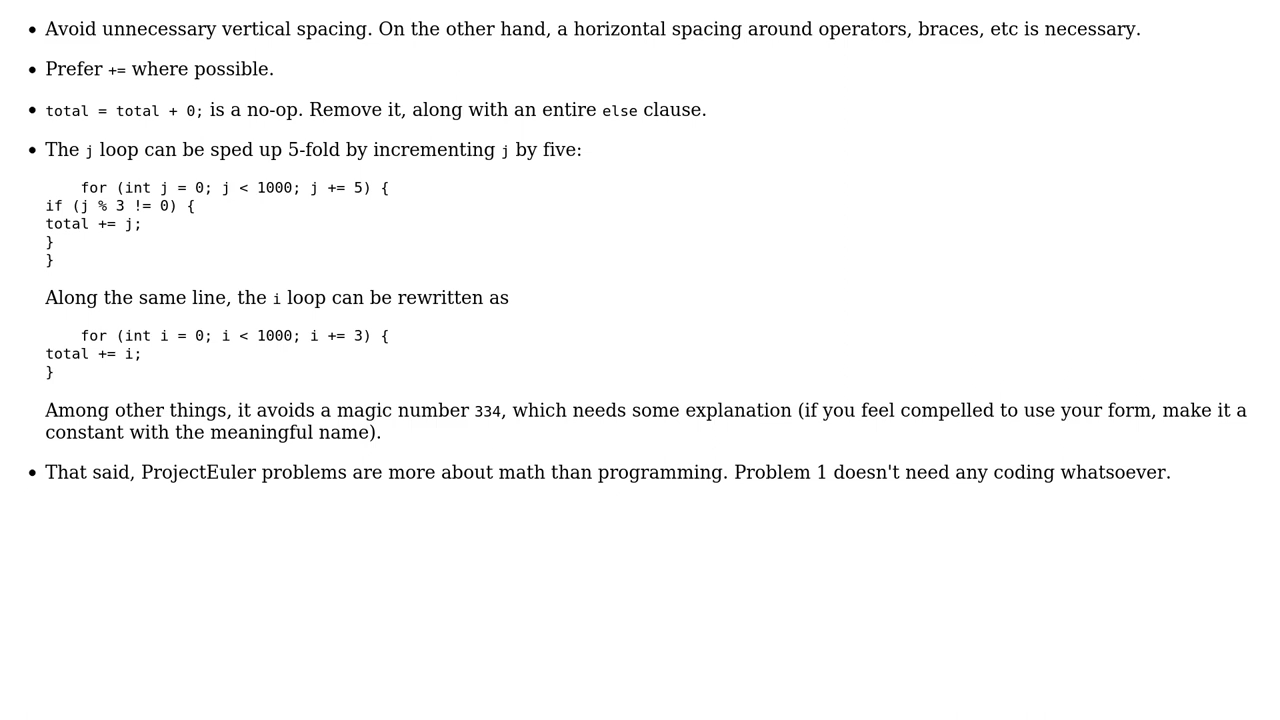 • Avoid unnecessary vertical spacing. On the other hand, a horizontal spacing around operators, braces, etc is necessary.
• Prefer += where possible.
• total = total + 0; is a no-op. Remove it, along with an entire else clause.
• The j loop can be sped up 5-fold by incrementing j by five:
    for (int j = 0; j < 1000; j += 5) {
if (j % 3 != 0) {
total += j;
}
}
Along the same line, the i loop can be rewritten as
    for (int i = 0; i < 1000; i += 3) {
total += i;
}
Among other things, it avoids a magic number 334, which needs some explanation (if you feel compelled to use your form, make it a
constant with the meaningful name).
• That said, ProjectEuler problems are more about math than programming. Problem 1 doesn't need any coding whatsoever.